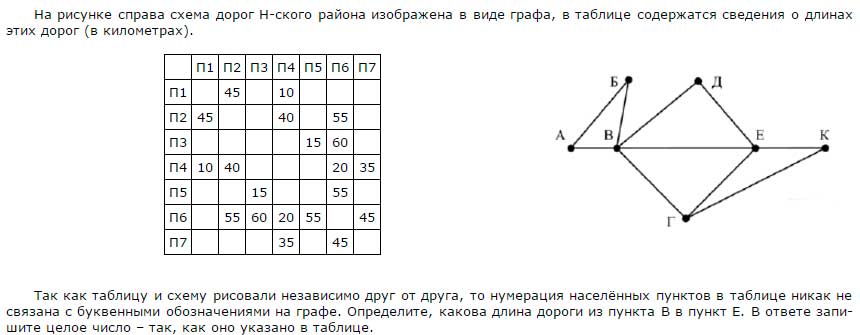 На рисунке справа схема дорог Н-ского района изображена в виде графа, в таблице содержатся сведения о длинах
этих дорог (в километрах).
П1 П2 П3 П4 П5 П6 П7
П1 45 10
П2 45 40 55
П3 15 60
П4 10 40 20 35
П5 15 55
П6 55 60 20 55 45
П7 35 45
Б Д
А В Е К
Г
Так как таблицу и схему рисовали независимо друг от друга, то нумерация населённых пунктов в таблице никак не
связана с буквенными обозначениями на графе. Определите, какова длина дороги из пункта В в пункт Е. В ответе запи-
шите целое число – так, как оно указано в таблице.